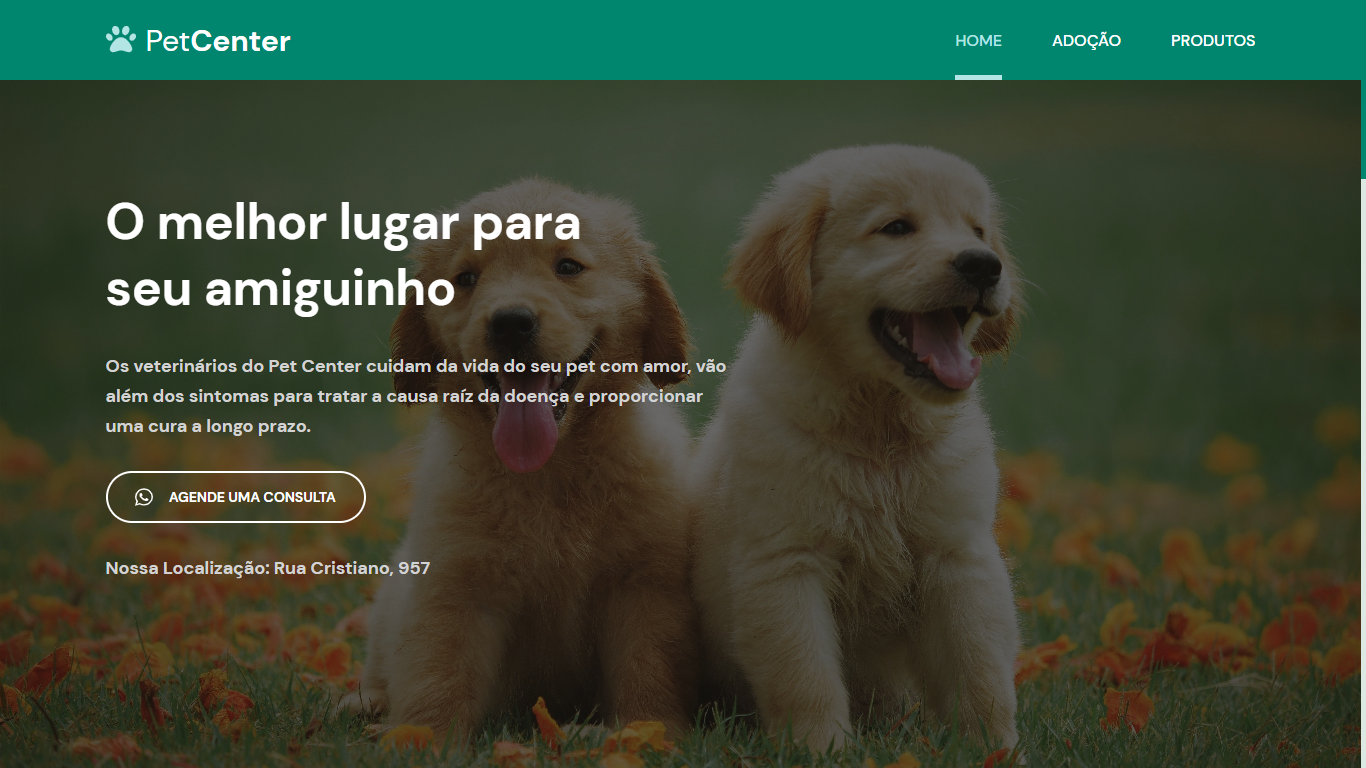 PetCenter
HOME
ADOÇÃO
PRODUTOS
O melhor lugar para
seu amiguinho
Os veterinários do Pet Center cuidam da vida do seu pet com amor, vão
além dos sintomas para tratar a causa raíz da doença e proporcionar
uma cura a longo prazo.
AGENDE UMA CONSULTA
Nossa Localização: Rua Cristiano, 957